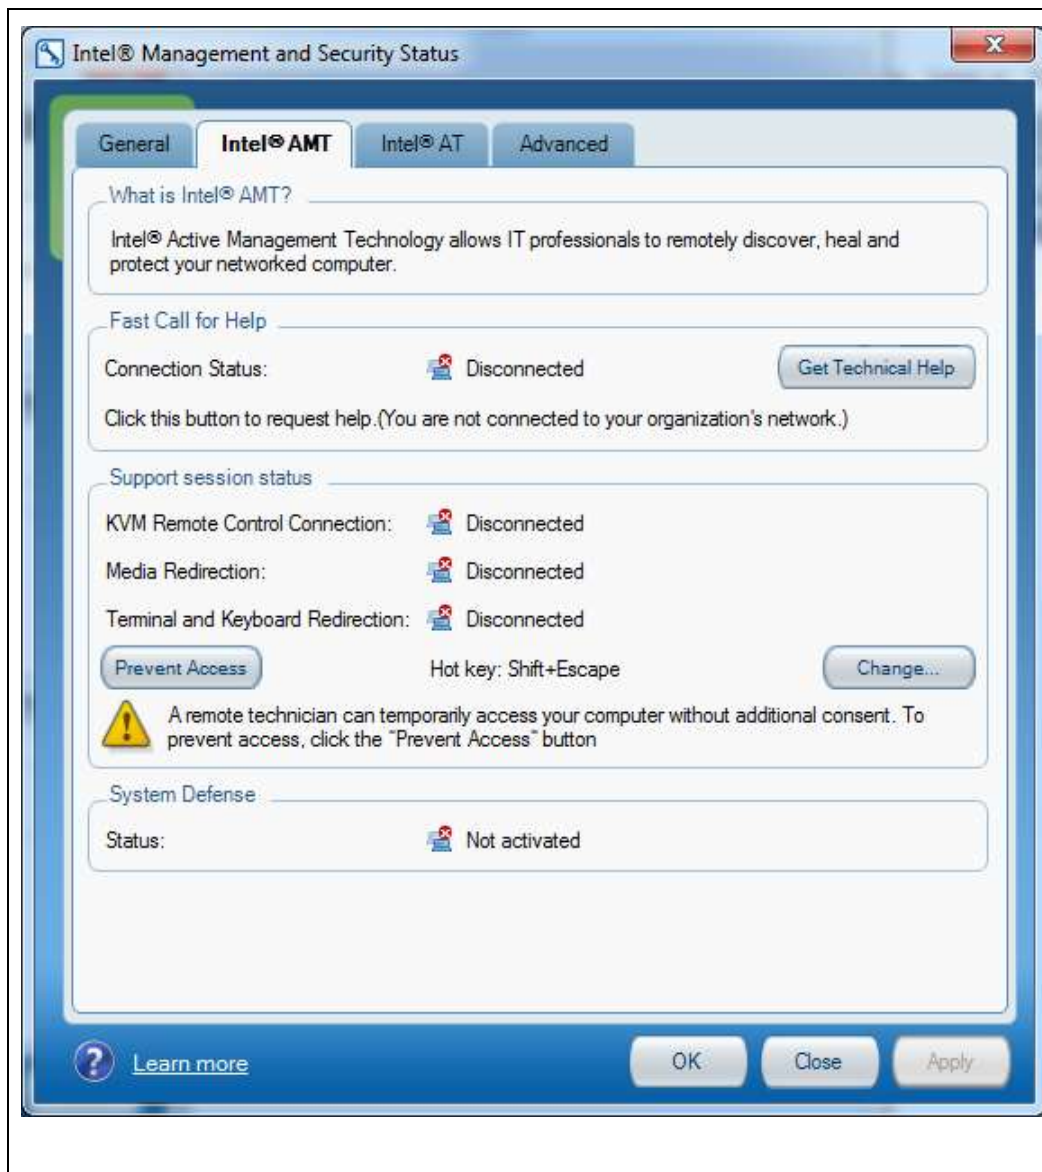 Intel® Management and Security Status
General Intel® AMT Intel® AT Advanced
What is Intel® AMT?
Intel® Active Management Technology allows IT professionals to remotely discover, heal and
protect your networked computer.
Fast Call for Help
Connection Status: Disconnected Get Technical Help
Click this button to request help.(You are not connected to your organization's network.)
Support session status
KVM Remote Control Connection: Disconnected
Media Redirection: Disconnected
Terminal and Keyboard Redirection: Disconnected
Prevent Access Hot key: Shift+Escape Change...
A remote technician can temporarily access your computer without additional consent. To
prevent access, click the "Prevent Access" button
System Defense
Status: Not activated
Learn more OK Close Apply